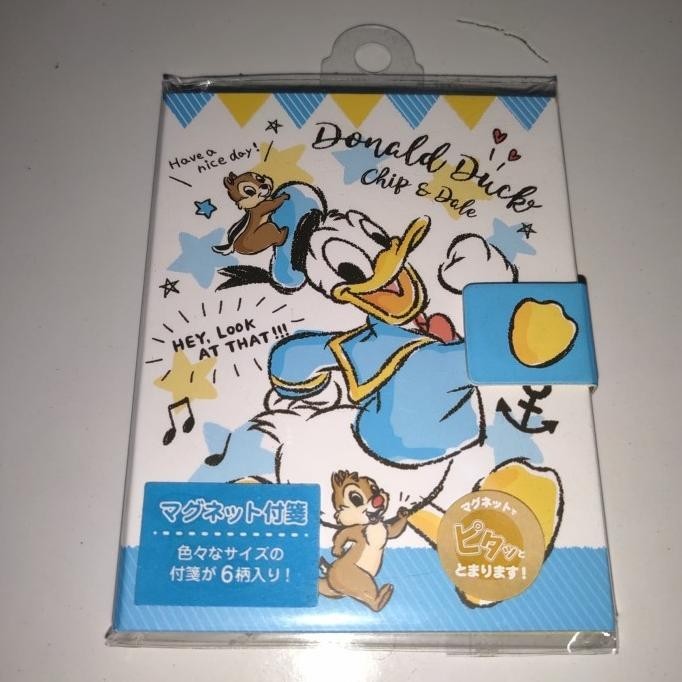 Have a
nice day!
Donald Duck
Chip & Dale
HEY, LOOK
AT THAT!!!
マグネット付箋
色々なサイズの
付箋が6柄入り!
マグネットで
ピタッと
とまります!